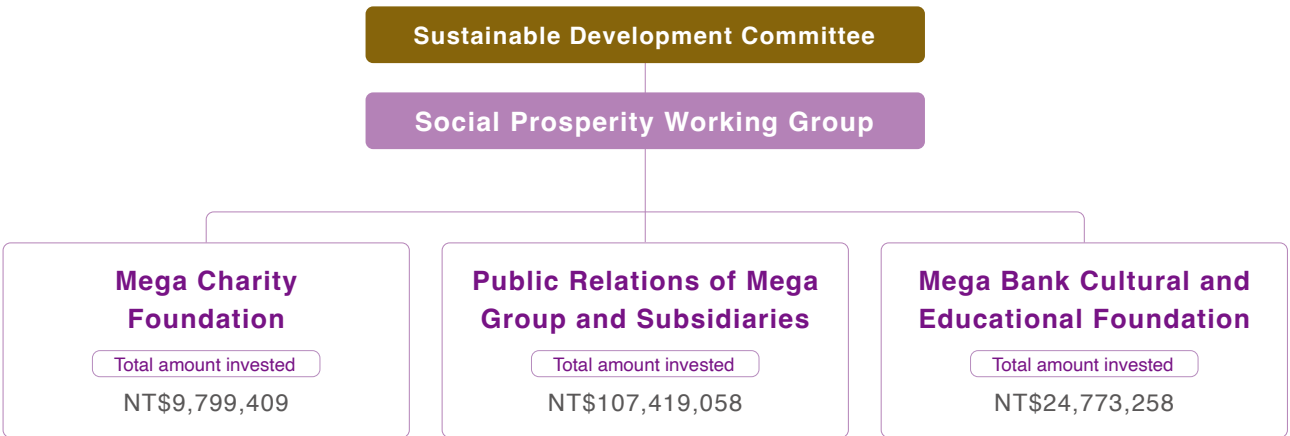 Sustainable Development Committee
Social Prosperity Working Group
Mega Charity
Foundation
Total amount invested
NT$9,799,409
Public Relations of Mega
Group and Subsidiaries
Total amount invested
NT$107,419,058
Mega Bank Cultural and
Educational Foundation
Total amount invested
NT$24,773,258